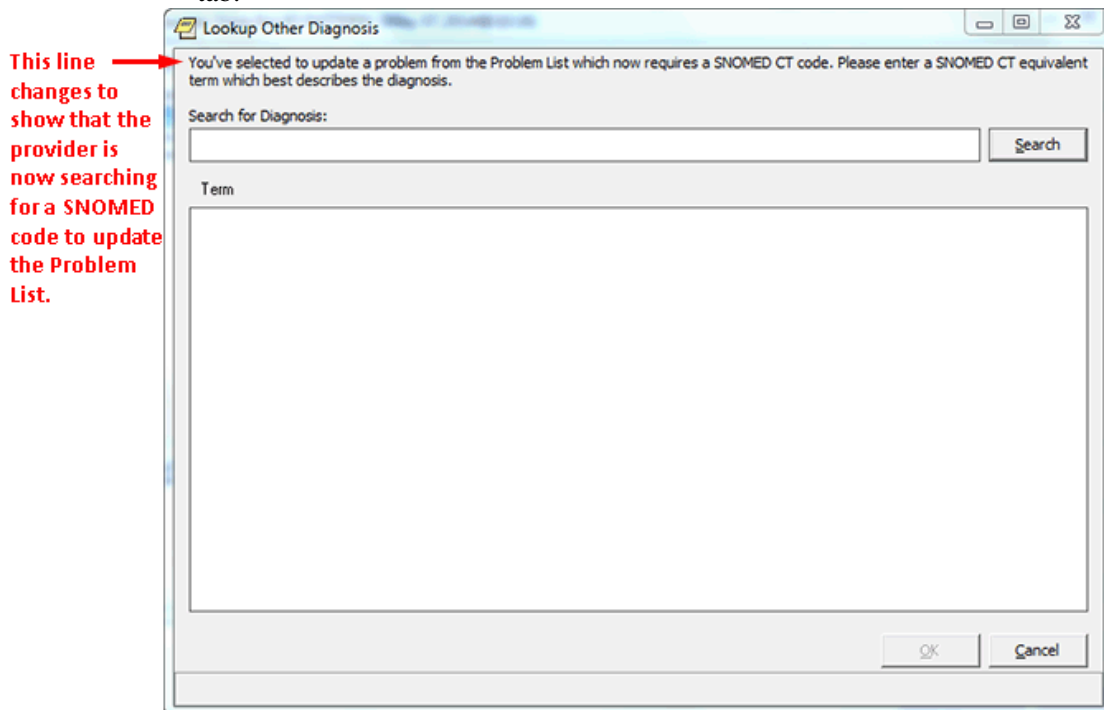 Lookup Other Diagnosis
This line
changes to
show that the
provider is
now searching
for a SNOMED
code to update
the Problem
List.
You've selected to update a problem from the Problem List which now requires a SNOMED CT code. Please enter a SNOMED CT equivalent
term which best describes the diagnosis.
Search for Diagnosis:
Search
Term
OK
Cancel